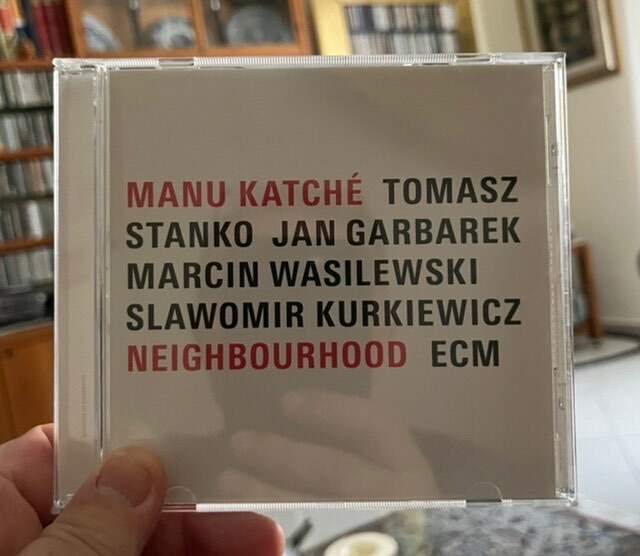 MANU KATCHÉ TOMASZ
STANKO JAN GARBAREK
MARCIN WASILEWSKI
SLAWOMIR KURKIEWICZ
NEIGHBOURHOOD ECM